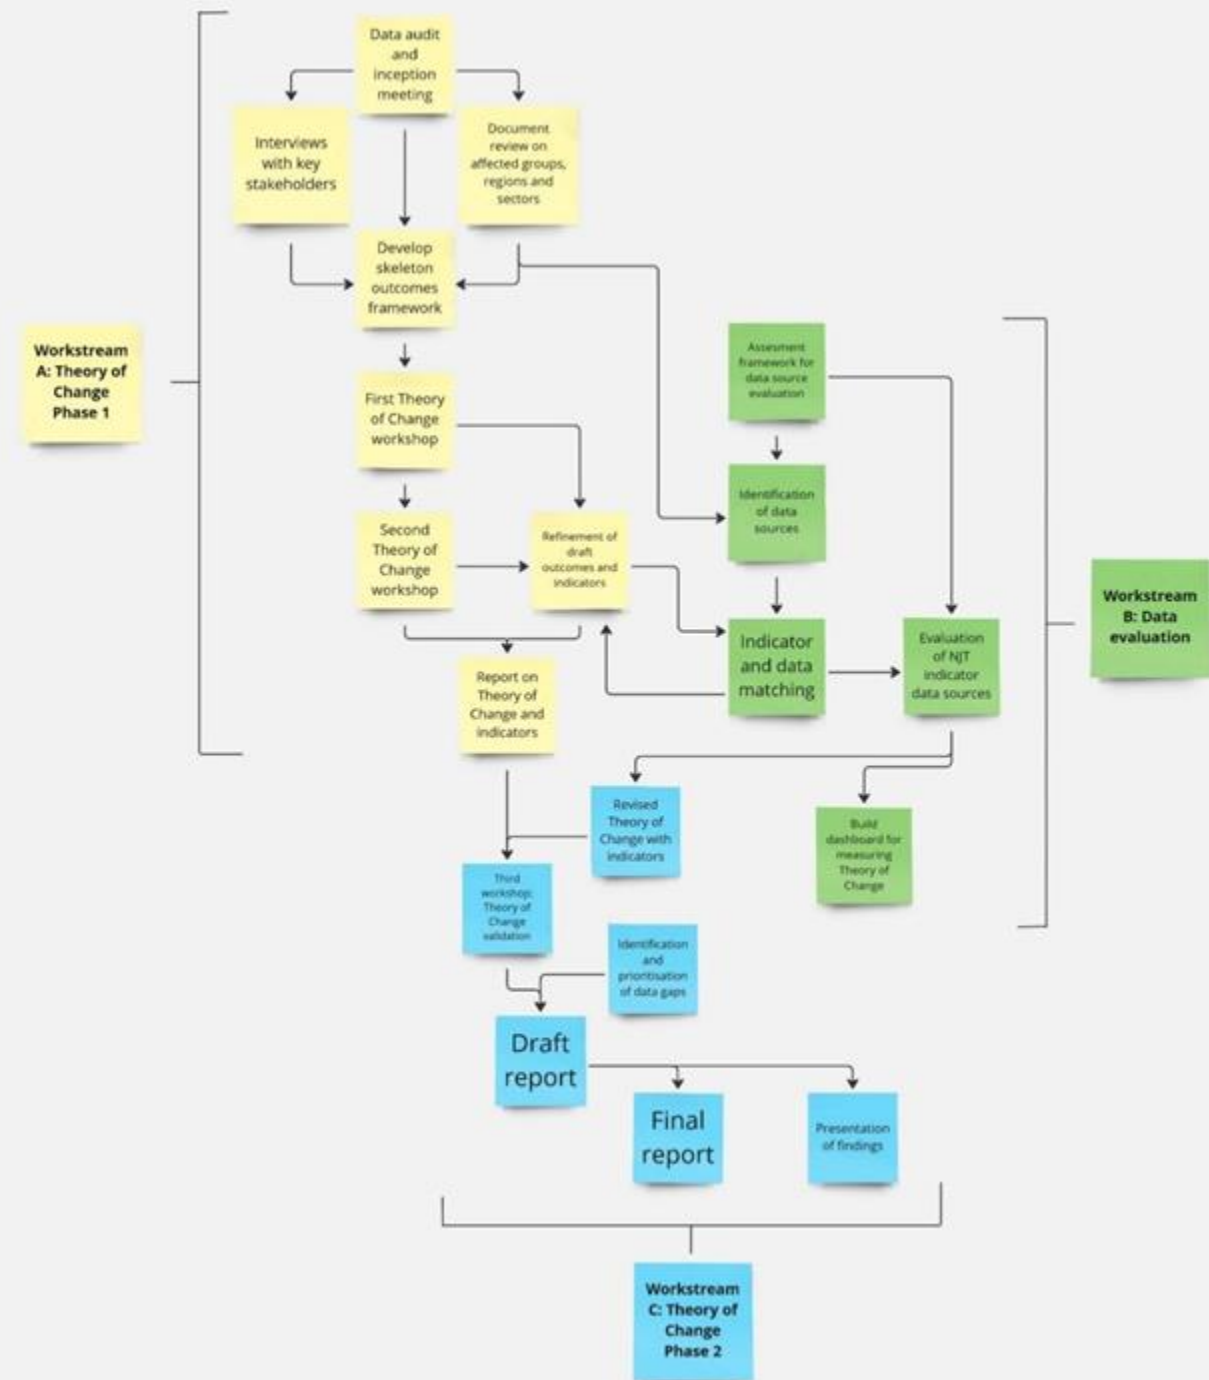 Data audit
and
inception
meeting
Interviews
with key
stakeholders
Document
review on
affected groups,
regions and
sectors
Develop
skeleton
outcomes
framework
Workstream
A: Theory of
Change
Phase 1
First Theory
of Change
workshop
Second
Theory of
Change
workshop
Refinement of
draft
outcomes and
indicators
Report on
Theory of
Change and
indicators
Assesment
framework for
data source
evaluation
Identification
of data
sources
Indicator
and data
matching
Evaluation
of NJT
indicator
data sources
Workstream
B: Data
evaluation
Build
dashboard for
measuring
Theory of
Change
Revised
Theory of
Change with
indicators
Third
workshop:
Theory of
Change
validation
Identification
and
prioritisation
of data gaps
Draft
report
Final
report
Presentation
of findings
Workstream
C: Theory of
Change
Phase 2